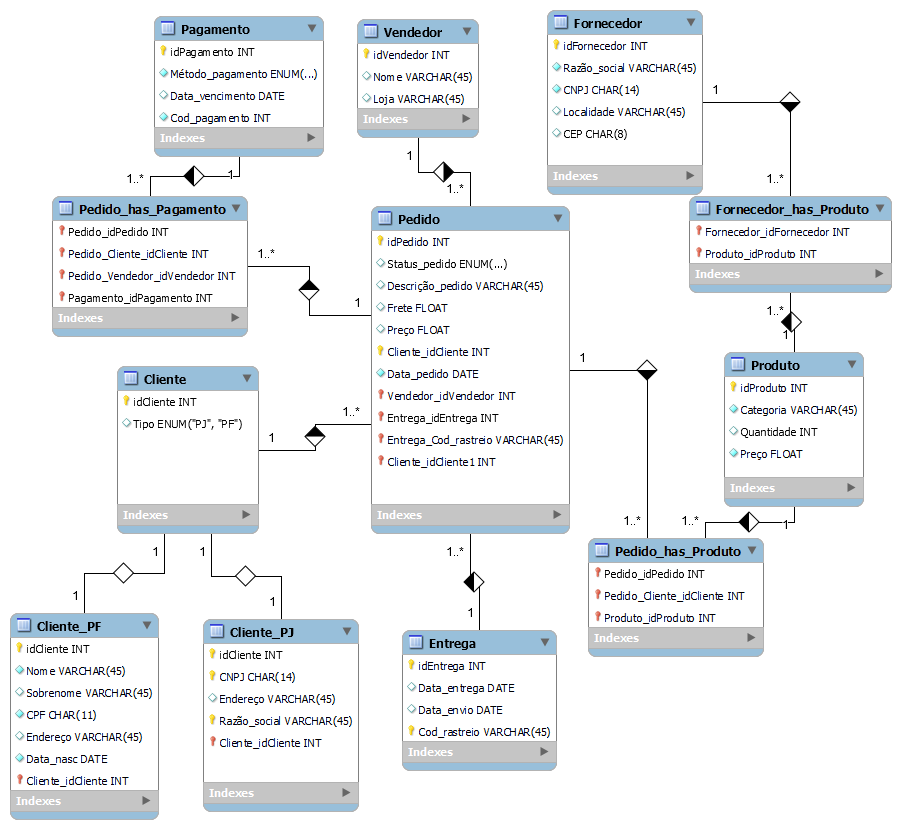 Pagamento
idPagamento INT
Método_pagamento ENUM(...)
Data_vencimento DATE
Cod_pagamento INT
Indexes
Vendedor
idVendedor INT
Nome VARCHAR(45)
Loja VARCHAR(45)
Indexes
Fornecedor
idFornecedor INT
Razão_social VARCHAR(45)
CNPJ CHAR(14)
Localidade VARCHAR(45)
CEP CHAR(8)
Indexes
1
1..*
1
1..*
1
1..*
Pedido_has_Pagamento
Pedido_idPedido INT
Pedido_Cliente_idCliente INT
Pedido_Vendedor_idVendedor INT
Pagamento_idPagamento INT
Indexes
1..*
1
Pedido
idPedido INT
Status_pedido ENUM(...)
Descrição_pedido VARCHAR(45)
Frete FLOAT
Preço FLOAT
Cliente_idCliente INT
Data_pedido DATE
Vendedor_idVendedor INT
Entrega_idEntrega INT
Entrega_Cod_rastreio VARCHAR(45)
Cliente_idCliente1 INT
Indexes
Fornecedor_has_Produto
Fornecedor_idFornecedor INT
Produto_idProduto INT
Indexes
1..*
1
Produto
idProduto INT
Categoria VARCHAR(45)
Quantidade INT
Preço FLOAT
Indexes
1
1..*
1..*
1
Cliente
idCliente INT
Tipo ENUM("PJ", "PF")
Indexes
1
1..*
1
1
1
1
1..*
1
Pedido_has_Produto
Pedido_idPedido INT
Pedido_Cliente_idCliente INT
Produto_idProduto INT
Indexes
Cliente_PF
idCliente INT
Nome VARCHAR(45)
Sobrenome VARCHAR(45)
CPF CHAR(11)
Endereço VARCHAR(45)
Data_nasc DATE
Cliente_idCliente INT
Indexes
Cliente_PJ
idCliente INT
CNPJ CHAR(14)
Endereço VARCHAR(45)
Razão_social VARCHAR(45)
Cliente_idCliente INT
Indexes
Entrega
idEntrega INT
Data_entrega DATE
Data_envio DATE
Cod_rastreio VARCHAR(45)
Indexes